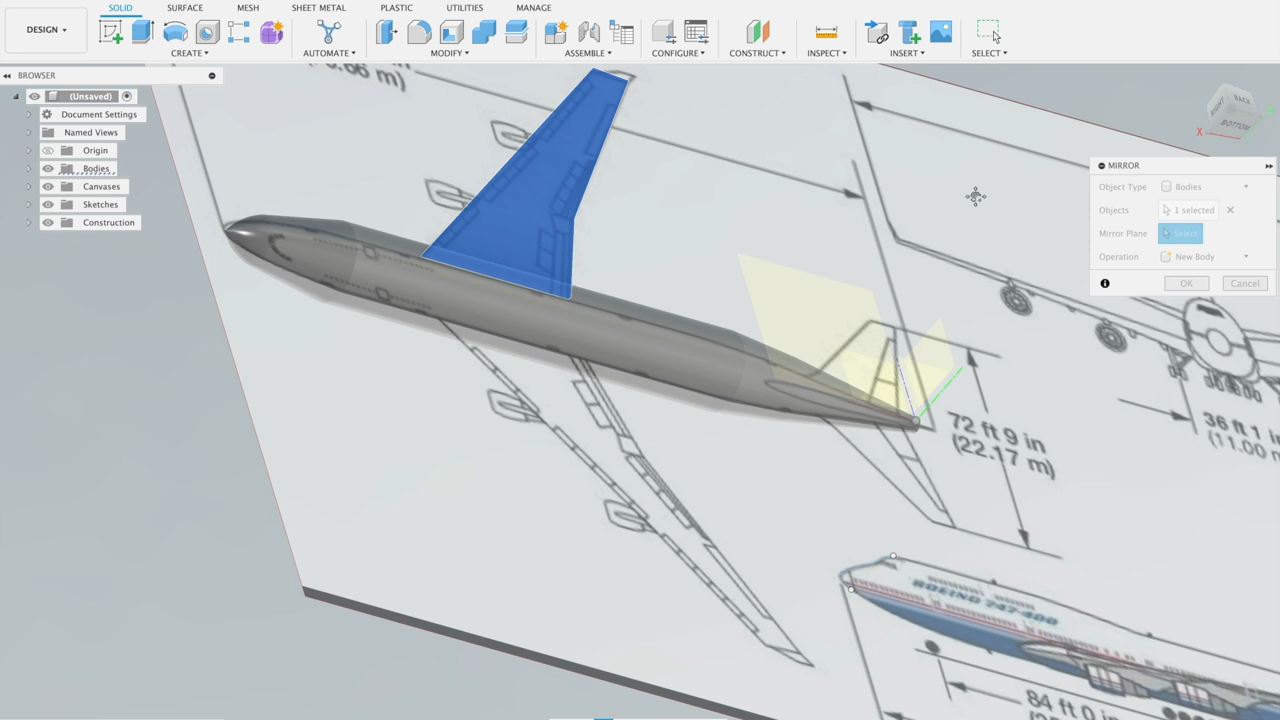 SOLID SURFACE MESH SHEET METAL PLASTIC UTILITIES MANAGE
DESIGN
CREATE AUTOMATE MODIFY ASSEMBLE CONFIGURE CONSTRUCT INSPECT INSERT SELECT
BROWSER
(Unsaved)
Document Settings
Named Views
Origin
Bodies
Canvases
Sketches
Construction
RIGHT
BACK
BOTTOM
X
MIRROR
Object Type Bodies
Objects 1 selected
Mirror Plane Select
Operation New Body
OK Cancel
72 ft 9 in
(22.17 m)
36 ft 1
(11.00
BOEING 747-400
84 ft 0 in